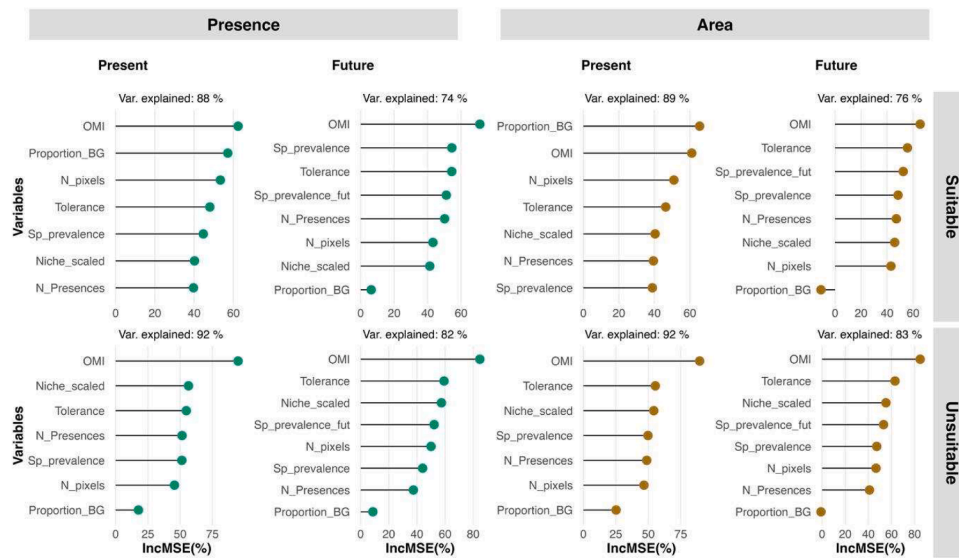 Presence
Area
Present
Future
Present
Future
Var. explained: 88 %
OMI
Proportion_BG
N_pixels
Tolerance
Sp_prevalence
Niche_scaled
N_Presences
0 20 40 60
Variables
Var. explained: 74 %
OMI
Sp_prevalence
Tolerance
Sp_prevalence_fut
N_Presences
N_pixels
Niche_scaled
Proportion_BG
0 20 40 60
Var. explained: 89 %
Proportion_BG
OMI
N_pixels
Tolerance
Niche_scaled
N_Presences
Sp_prevalence
0 20 40 60
Var. explained: 76 %
OMI
Tolerance
Sp_prevalence_fut
Sp_prevalence
N_Presences
Niche_scaled
N_pixels
Proportion_BG
0 20 40 60
Suitable
Var. explained: 92 %
OMI
Niche_scaled
Tolerance
N_Presences
Sp_prevalence
N_pixels
Proportion_BG
0 25 50 75
IncMSE(%)
Variables
Var. explained: 82 %
OMI
Tolerance
Niche_scaled
Sp_prevalence_fut
N_pixels
Sp_prevalence
N_Presences
Proportion_BG
0 20 40 60 80
IncMSE(%)
Var. explained: 92 %
OMI
Tolerance
Niche_scaled
Sp_prevalence
N_Presences
N_pixels
Proportion_BG
0 25 50 75
IncMSE(%)
Var. explained: 83 %
OMI
Tolerance
Niche_scaled
Sp_prevalence_fut
Sp_prevalence
N_pixels
N_Presences
Proportion_BG
0 20 40 60 80
IncMSE(%)
Unsuitable